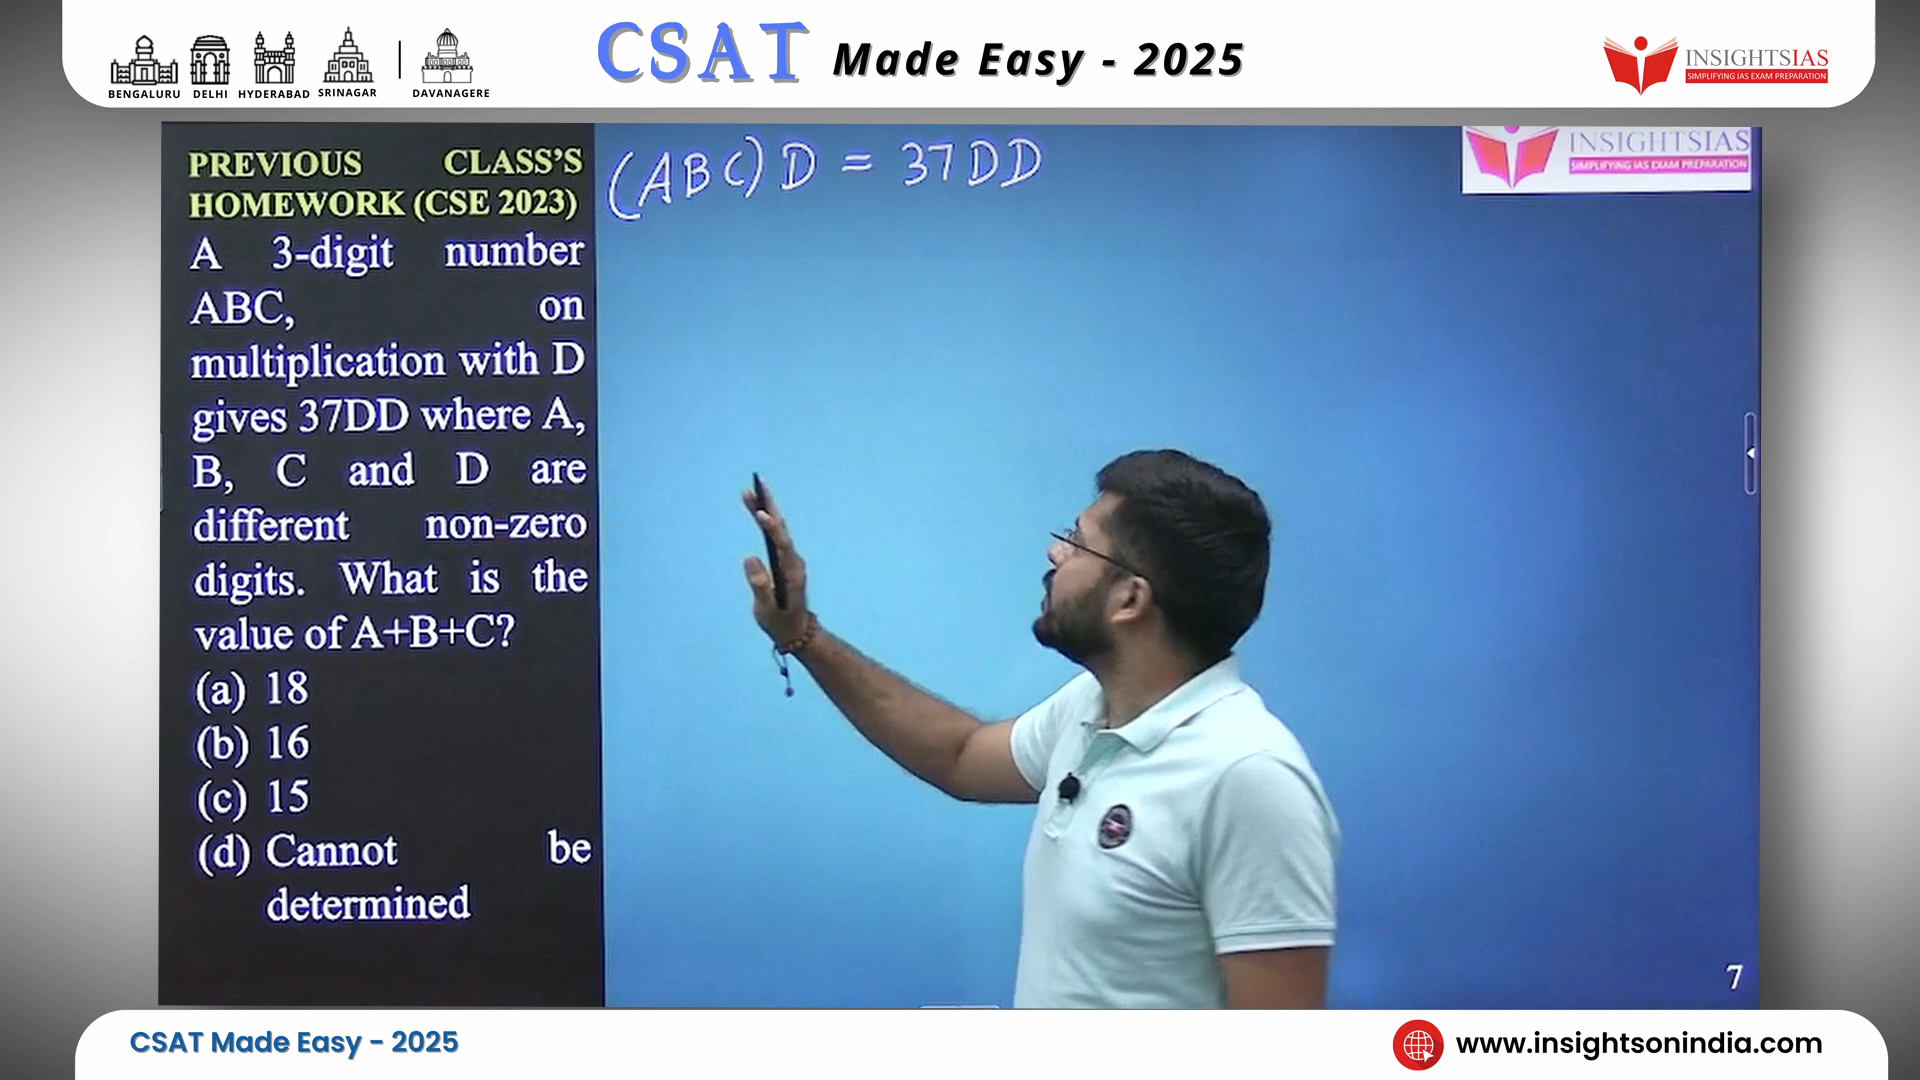 BENGALURU DELHI HYDERABAD SRINAGAR DAVANAGERE
CSAT Made Easy - 2025
INSIGHTSIAS
SIMPLIFYING IAS EXAM PREPARATION
PREVIOUS CLASS'S
HOMEWORK (CSE 2023)
A 3-digit number
ABC, on
multiplication with D
gives 37DD where A,
B, C and D are
different non-zero
digits. What is the
value of A+B+C?
(a) 18
(b) 16
(c) 15
(d) Cannot be
determined
(ABC) D = 37DD
INSIGHTSIAS
SIMPLIFYING IAS EXAM PREPARATION
7
CSAT Made Easy - 2025
www.insightsonindia.com